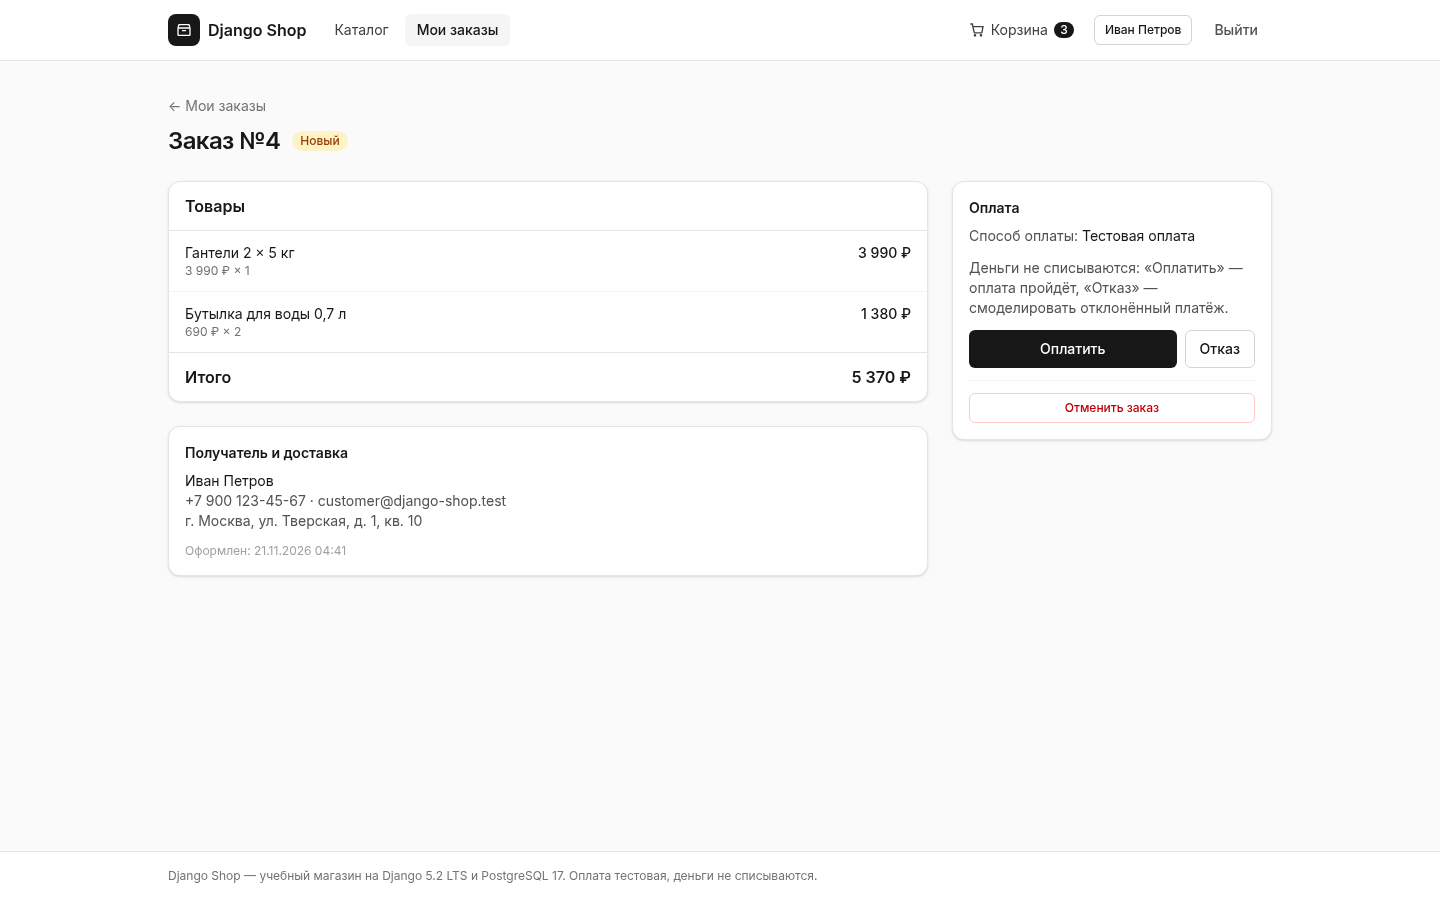 Django Shop
Каталог
Мои заказы
Корзина 3
Иван Петров
Выйти
← Мои заказы
Заказ №4
Новый
Товары
Гантели 2 × 5 кг
3 990 ₽
3 990 ₽ × 1
Бутылка для воды 0,7 л
1 380 ₽
690 ₽ × 2
Итого
5 370 ₽
Получатель и доставка
Иван Петров
+7 900 123-45-67 · customer@django-shop.test
г. Москва, ул. Тверская, д. 1, кв. 10
Оформлен: 21.11.2026 04:41
Оплата
Способ оплаты: Тестовая оплата
Деньги не списываются: «Оплатить» —
оплата пройдёт, «Отказ» —
смоделировать отклонённый платёж.
Оплатить
Отказ
Отменить заказ
Django Shop — учебный магазин на Django 5.2 LTS и PostgreSQL 17. Оплата тестовая, деньги не списываются.